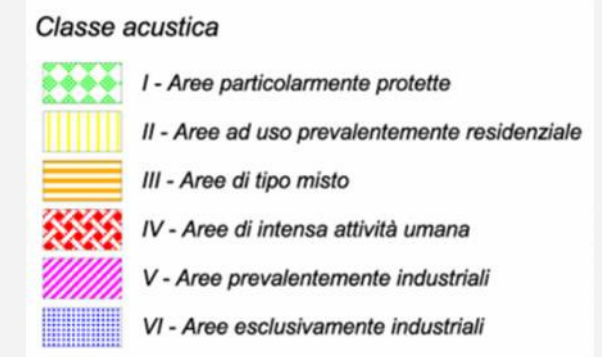 Classe acustica
I - Aree particolarmente protette
II - Aree ad uso prevalentemente residenziale
III - Aree di tipo misto
IV - Aree di intensa attività umana
V - Aree prevalentemente industriali
VI - Aree esclusivamente industriali